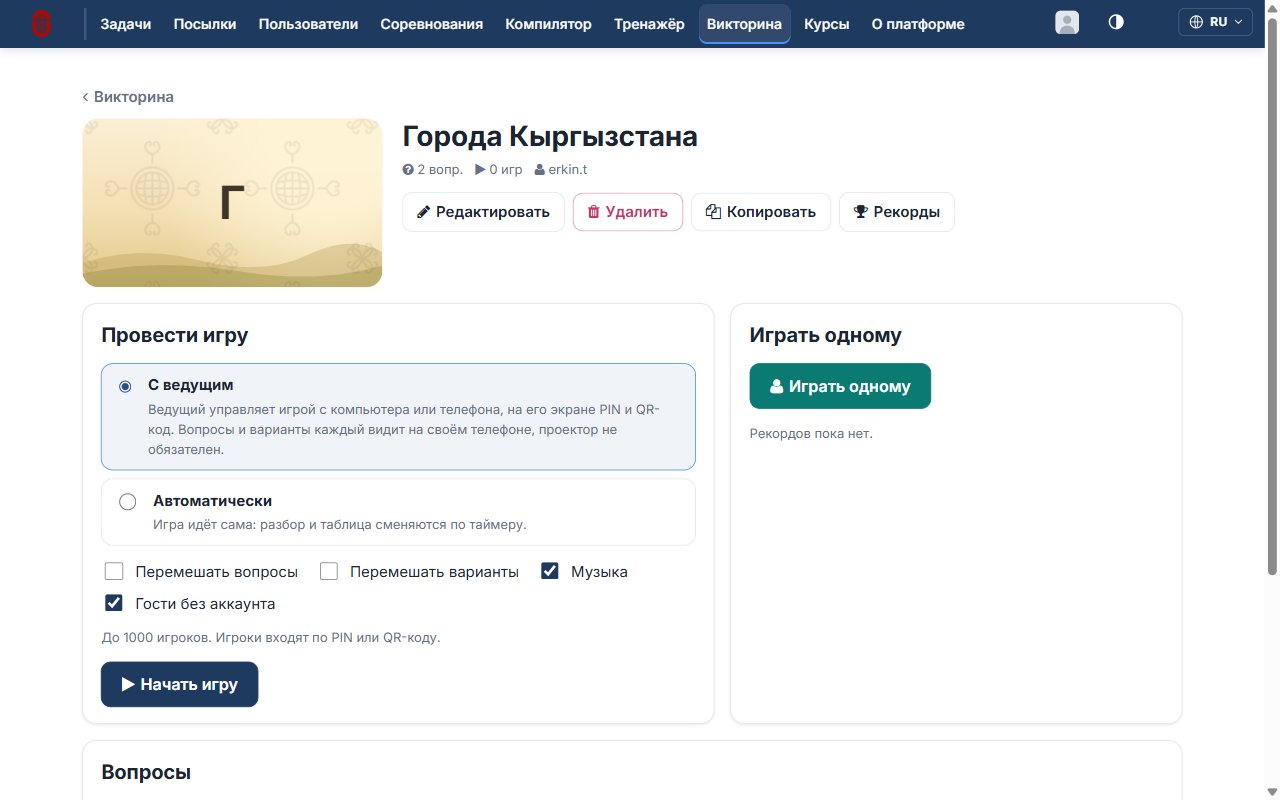 Задачи Посылки Пользователи Соревнования Компилятор Тренажёр Викторина Курсы О платформе RU
Викторина
Г
Города Кыргызстана
2 вопр. 0 игр erkin.t
Редактировать Удалить Копировать Рекорды
Провести игру
С ведущим
Ведущий управляет игрой с компьютера или телефона, на его экране PIN и QR-
код. Вопросы и варианты каждый видит на своём телефоне, проектор не
обязателен.
Автоматически
Игра идёт сама: разбор и таблица сменяются по таймеру.
Перемешать вопросы Перемешать варианты Музыка
Гости без аккаунта
До 1000 игроков. Игроки входят по PIN или QR-коду.
Начать игру
Играть одному
Играть одному
Рекордов пока нет.
Вопросы